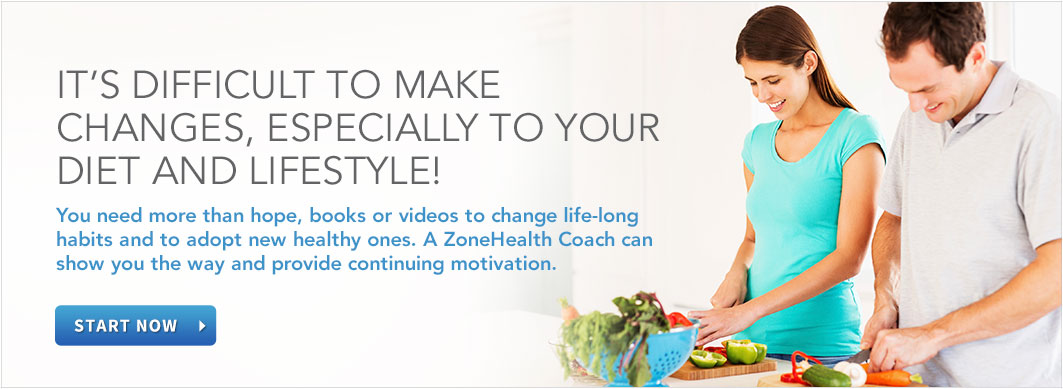 IT’S DIFFICULT TO MAKE
CHANGES, ESPECIALLY TO YOUR
DIET AND LIFESTYLE!
You need more than hope, books or videos to change life-long
habits and to adopt new healthy ones. A ZoneHealth Coach can
show you the way and provide continuing motivation.
START NOW